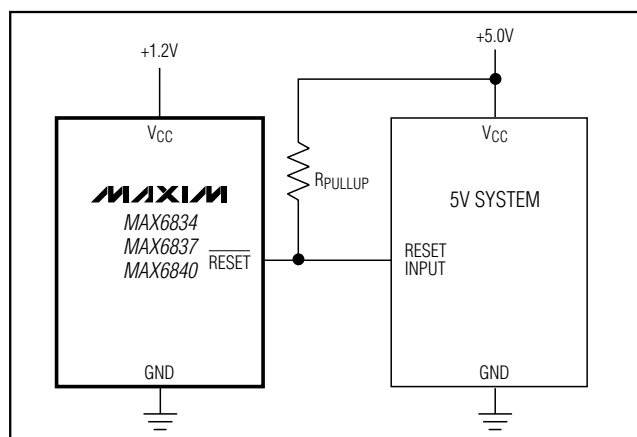 +1.2V
+5.0V
VCC
VCC
RPULLUP
MAXIM
MAX6834
MAX6837
MAX6840
RESET
5V SYSTEM
RESET
INPUT
GND
GND